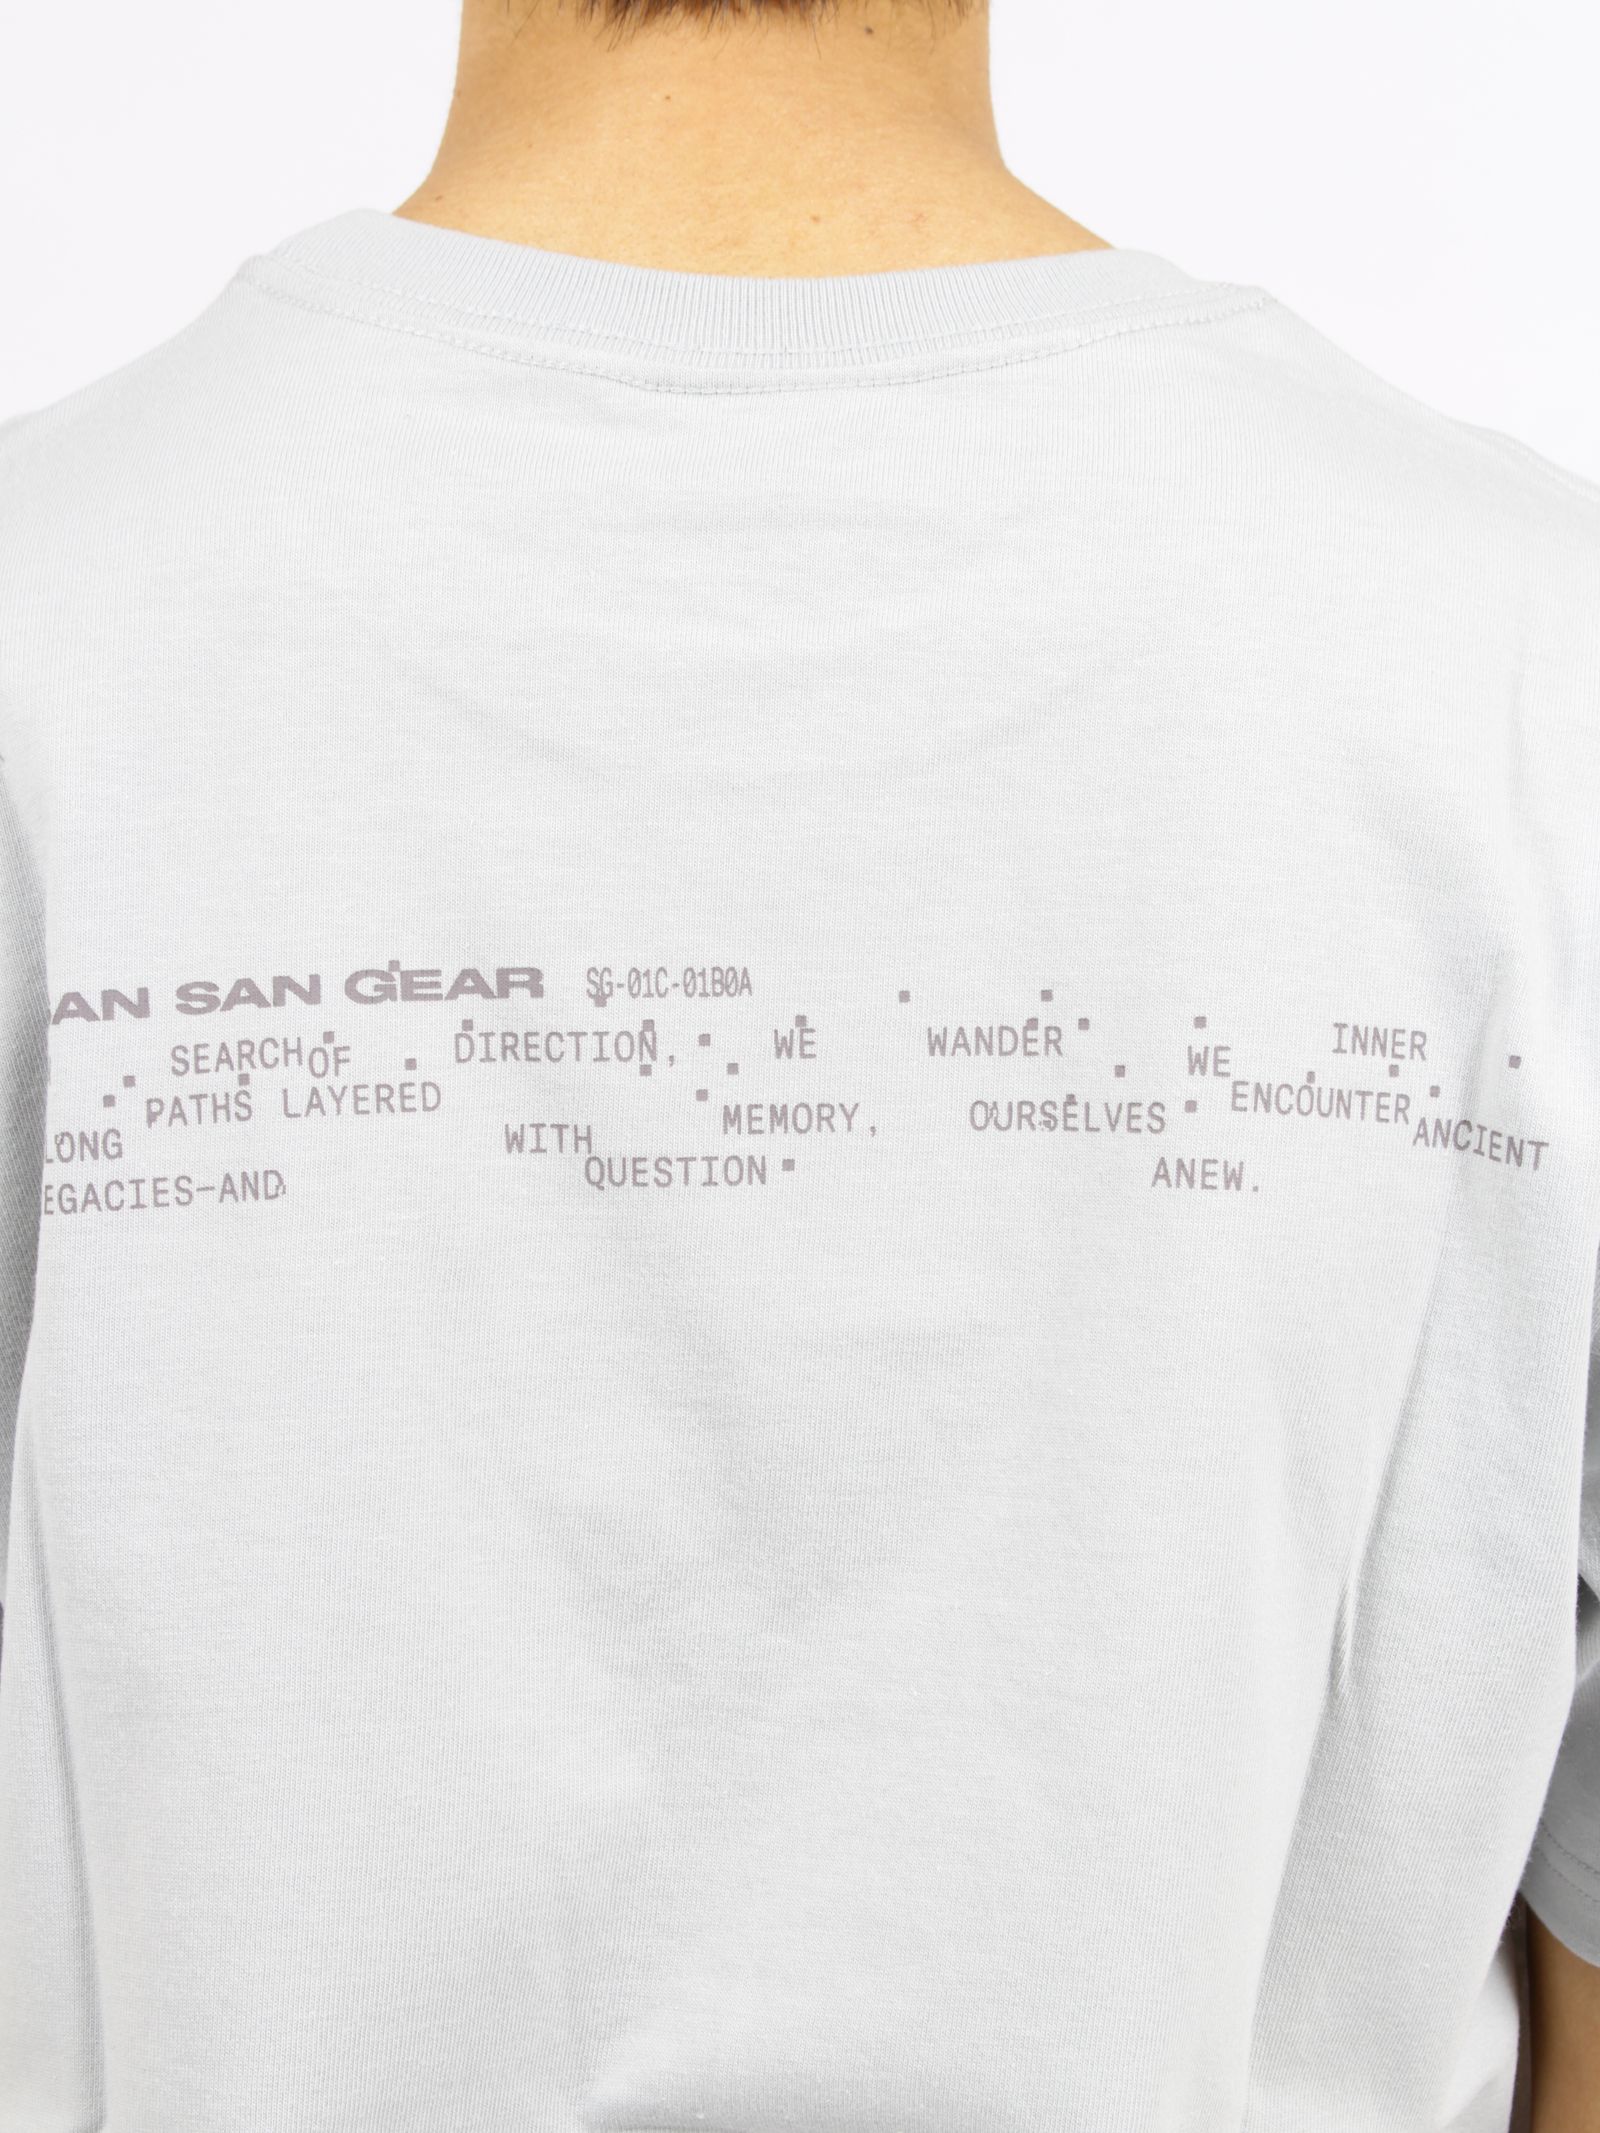 AN SAN GEAR SG-01C-01B0A
SEARCH OF DIRECTION, WE WANDER WE INNER
LONG PATHS LAYERED WITH MEMORY, OURSELVES ENCOUNTER ANCIENT
EGACIES—AND QUESTION ANEW.